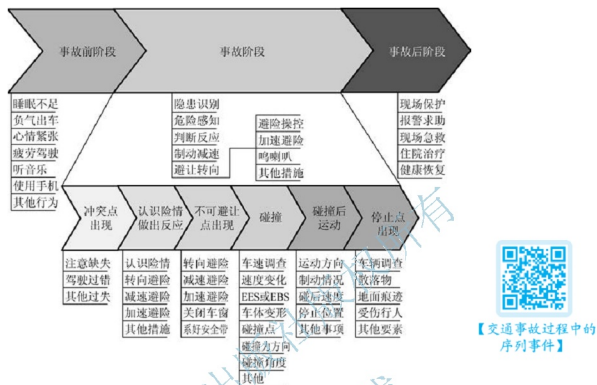 事故前阶段
事故阶段
事故后阶段
睡眠不足
负气出车
心情紧张
疲劳驾驶
听音乐
使用手机
其他行为
隐患识别
危险感知
判断反应
制动减速
避让转向
避险操控
加速避险
鸣喇叭
其他措施
现场保护
报警求助
现场急救
住院治疗
健康恢复
冲突点
出现
认识险情
做出反应
不可避让
点出现
碰撞
碰撞后
运动
停止点
出现
注意缺失
驾驶过错
其他过失
认识险情
转向避险
减速避险
加速避险
其他措施
转向避险
减速避险
加速避险
关闭车窗
系好安全带
车速调查
速度变化
EES或EBS
车体变形
碰撞点
碰撞力方向
碰撞角度
其他
运动方向
制动情况
碰后速度
停止位置
其他事项
车辆调查
散落物
地面痕迹
受伤行人
其他要素
【交通事故过程中的
序列事件】